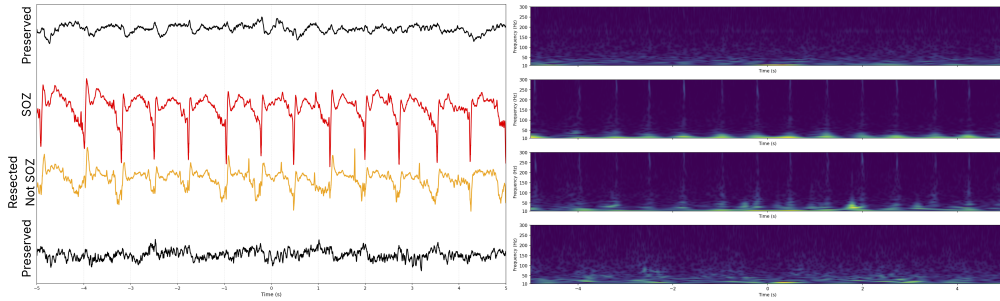 Preserved
SOZ
Resected
Not SOZ
Preserved
−5 −4 −3 −2 −1 0 1 2 3 4 5
Time (s)
Frequency (Hz)
300
250
200
150
100
50
10
Time (s)
Frequency (Hz)
300
250
200
150
100
50
10
Time (s)
Frequency (Hz)
300
250
200
150
100
50
10
Time (s)
Frequency (Hz)
300
250
200
150
100
50
10
−4 −2 0 2 4
Time (s)